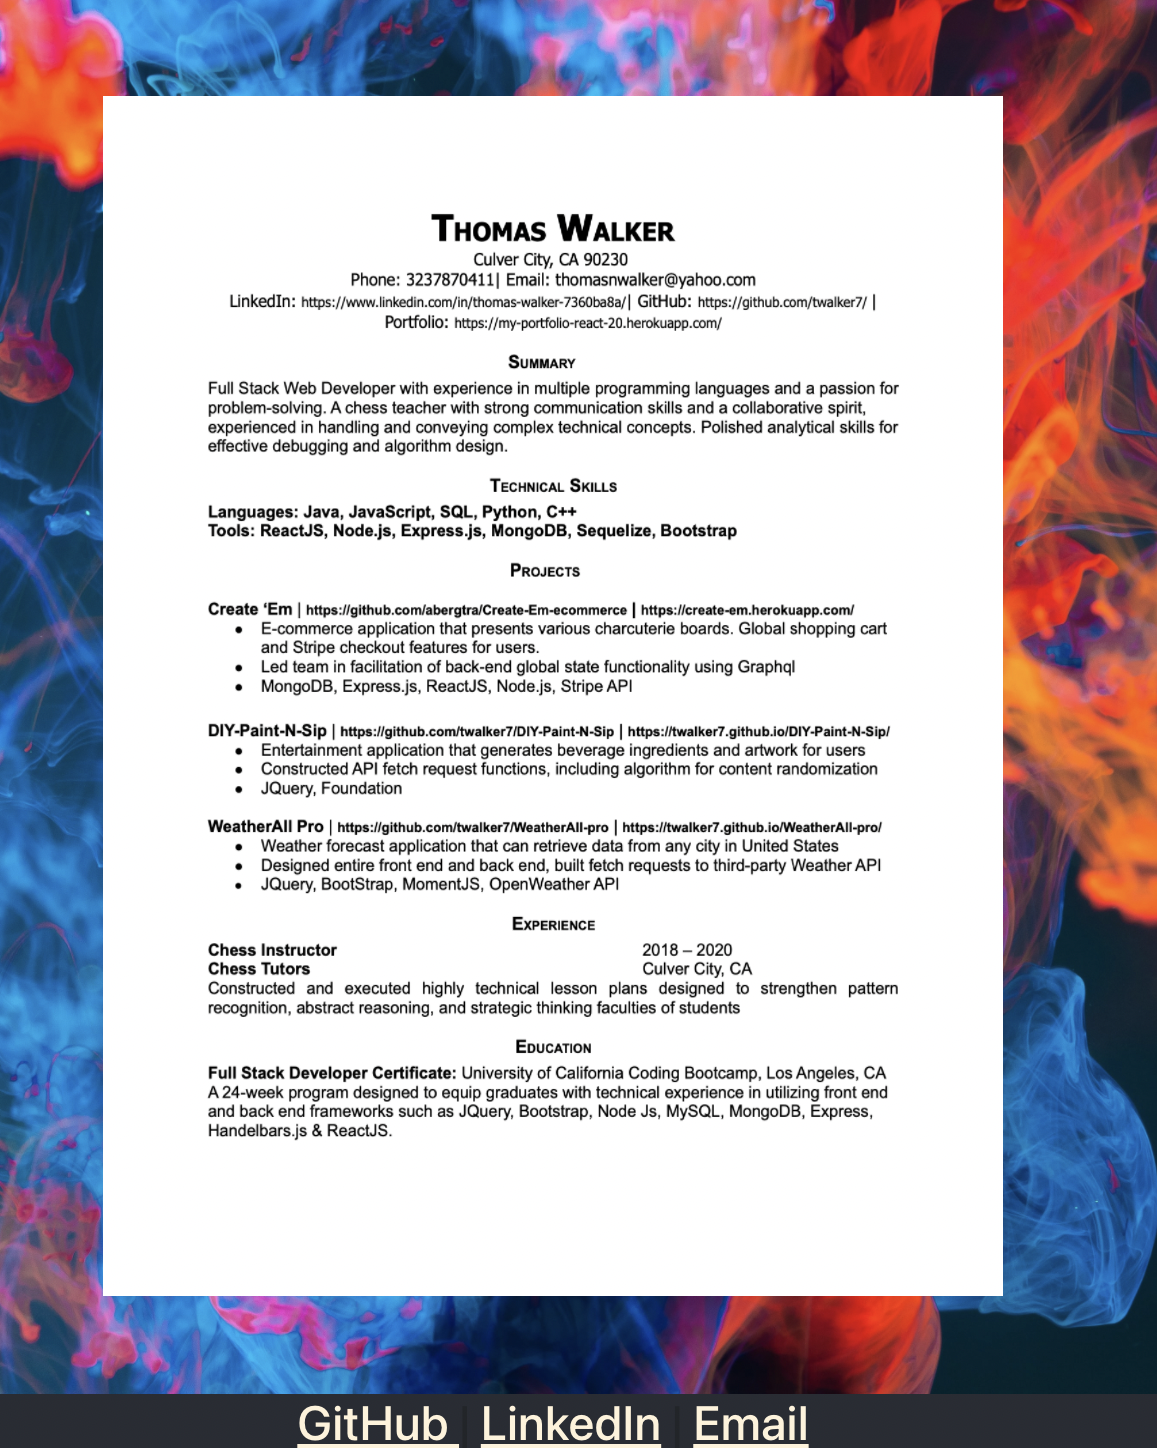 Thomas Walker
Culver City, CA 90230
Phone: 3237870411| Email: thomasnwalker@yahoo.com
LinkedIn: https://www.linkedin.com/in/thomas-walker-7360ba8a/| GitHub: https://github.com/twalker7/ |
Portfolio: https://my-portfolio-react-20.herokuapp.com/
Summary
Full Stack Web Developer with experience in multiple programming languages and a passion for
problem-solving. A chess teacher with strong communication skills and a collaborative spirit,
experienced in handling and conveying complex technical concepts. Polished analytical skills for
effective debugging and algorithm design.
Technical Skills
Languages: Java, JavaScript, SQL, Python, C++
Tools: ReactJS, Node.js, Express.js, MongoDB, Sequelize, Bootstrap
Projects
Create ‘Em | https://github.com/abergtra/Create-Em-ecommerce | https://create-em.herokuapp.com/
● E-commerce application that presents various charcuterie boards. Global shopping cart
and Stripe checkout features for users.
● Led team in facilitation of back-end global state functionality using Graphql
● MongoDB, Express.js, ReactJS, Node.js, Stripe API
DIY-Paint-N-Sip | https://github.com/twalker7/DIY-Paint-N-Sip | https://twalker7.github.io/DIY-Paint-N-Sip/
● Entertainment application that generates beverage ingredients and artwork for users
● Constructed API fetch request functions, including algorithm for content randomization
● JQuery, Foundation
WeatherAll Pro | https://github.com/twalker7/WeatherAll-pro | https://twalker7.github.io/WeatherAll-pro/
● Weather forecast application that can retrieve data from any city in United States
● Designed entire front end and back end, built fetch requests to third-party Weather API
● JQuery, BootStrap, MomentJS, OpenWeather API
Experience
Chess Instructor 2018 – 2020
Chess Tutors Culver City, CA
Constructed and executed highly technical lesson plans designed to strengthen pattern
recognition, abstract reasoning, and strategic thinking faculties of students
Education
Full Stack Developer Certificate: University of California Coding Bootcamp, Los Angeles, CA
A 24-week program designed to equip graduates with technical experience in utilizing front end
and back end frameworks such as JQuery, Bootstrap, Node Js, MySQL, MongoDB, Express,
Handelbars.js & ReactJS.
GitHub | LinkedIn | Email